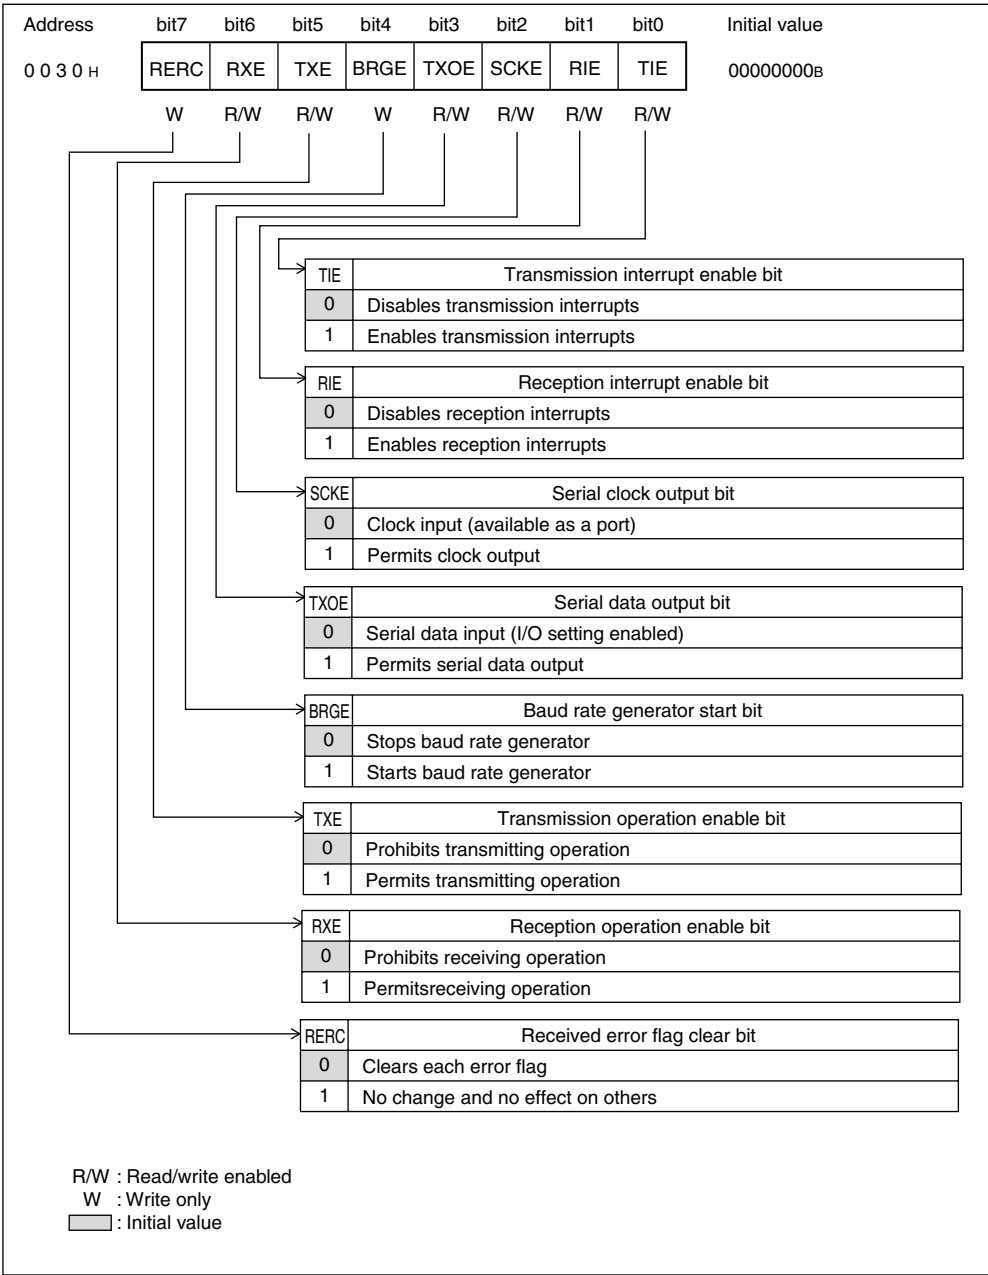 Address bit7 bit6 bit5 bit4 bit3 bit2 bit1 bit0 Initial value
0 0 3 0 H RERC RXE TXE BRGE TXOE SCKE RIE TIE 00000000B
W R/W R/W W R/W R/W R/W R/W
TIE Transmission interrupt enable bit
0 Disables transmission interrupts
1 Enables transmission interrupts
RIE Reception interrupt enable bit
0 Disables reception interrupts
1 Enables reception interrupts
SCKE Serial clock output bit
0 Clock input (available as a port)
1 Permits clock output
TXOE Serial data output bit
0 Serial data input (I/O setting enabled)
1 Permits serial data output
BRGE Baud rate generator start bit
0 Stops baud rate generator
1 Starts baud rate generator
TXE Transmission operation enable bit
0 Prohibits transmitting operation
1 Permits transmitting operation
RXE Reception operation enable bit
0 Prohibits receiving operation
1 Permitsreceiving operation
RERC Received error flag clear bit
0 Clears each error flag
1 No change and no effect on others
R/W : Read/write enabled
W : Write only
: Initial value